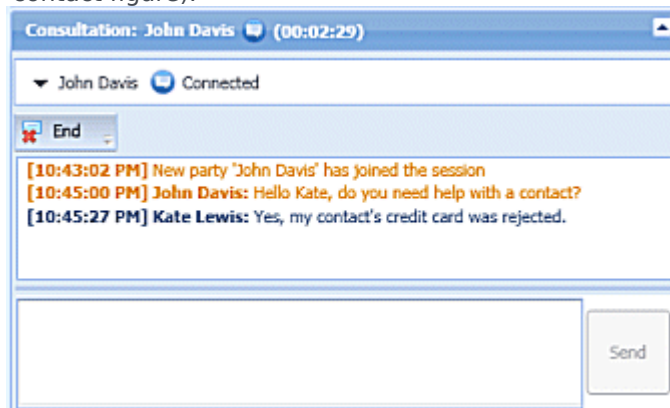 contact figure).
Consultation: John Davis (00:02:29)
John Davis Connected
End
[10:43:02 PM] New party 'John Davis' has joined the session
[10:45:00 PM] John Davis: Hello Kate, do you need help with a contact?
[10:45:27 PM] Kate Lewis: Yes, my contact's credit card was rejected.
Send